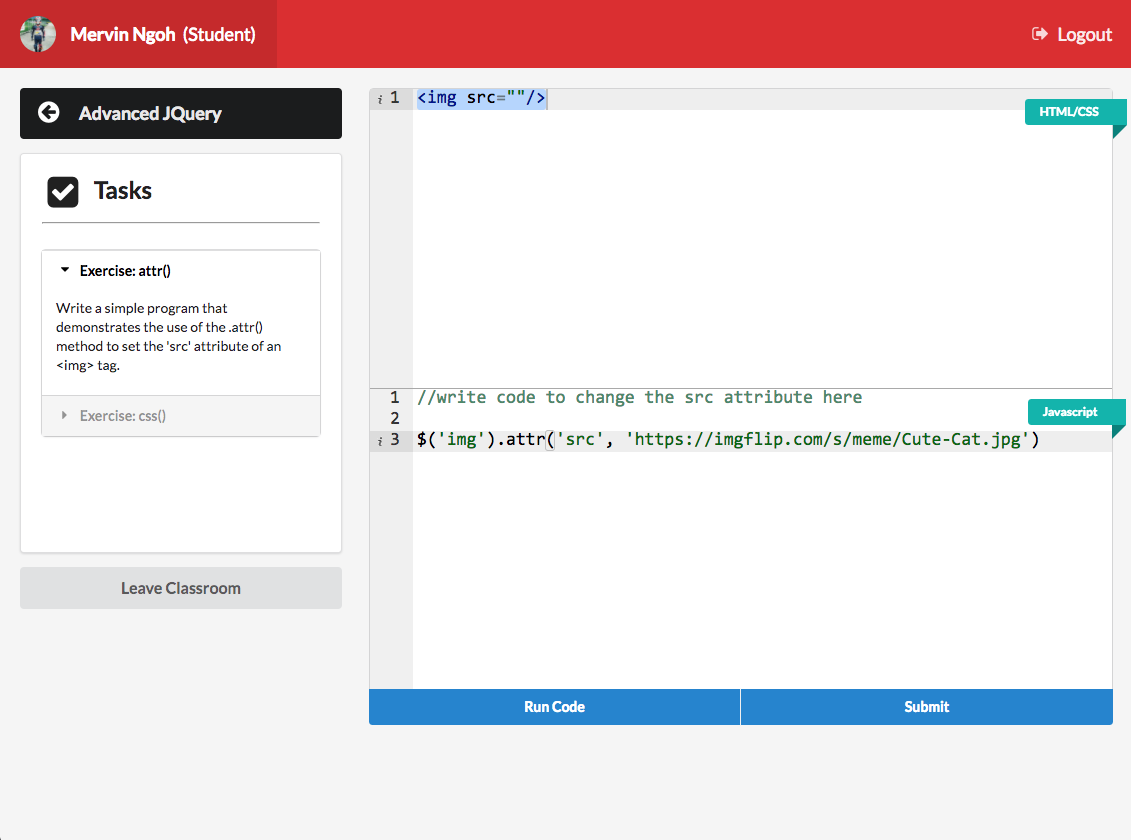 Mervin Ngoh (Student)
Logout
Advanced JQuery
Tasks
Exercise: attr()
Write a simple program that
demonstrates the use of the .attr()
method to set the 'src' attribute of an
<img> tag.
Exercise: css()
Leave Classroom
i 1 <img src=""/>
HTML/CSS
1 //write code to change the src attribute here
2
Javascript
i 3 $('img').attr('src', 'https://imgflip.com/s/meme/Cute-Cat.jpg')
Run Code
Submit